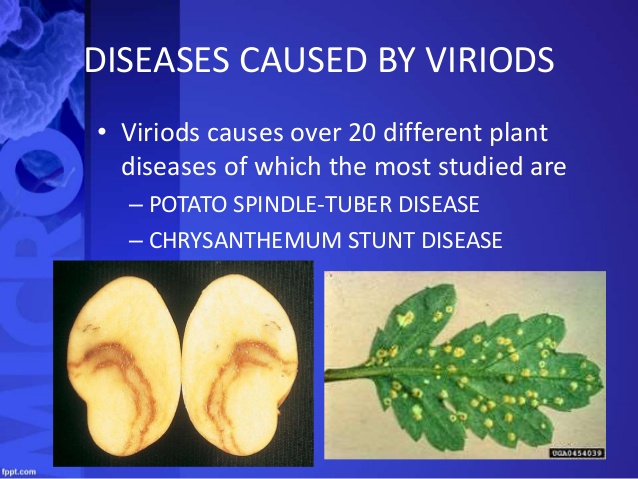 DISEASES CAUSED BY VIRIODS
• Viriods causes over 20 different plant
diseases of which the most studied are
– POTATO SPINDLE-TUBER DISEASE
– CHRYSANTHEMUM STUNT DISEASE
MICRO
UGA0454039
fppt.com